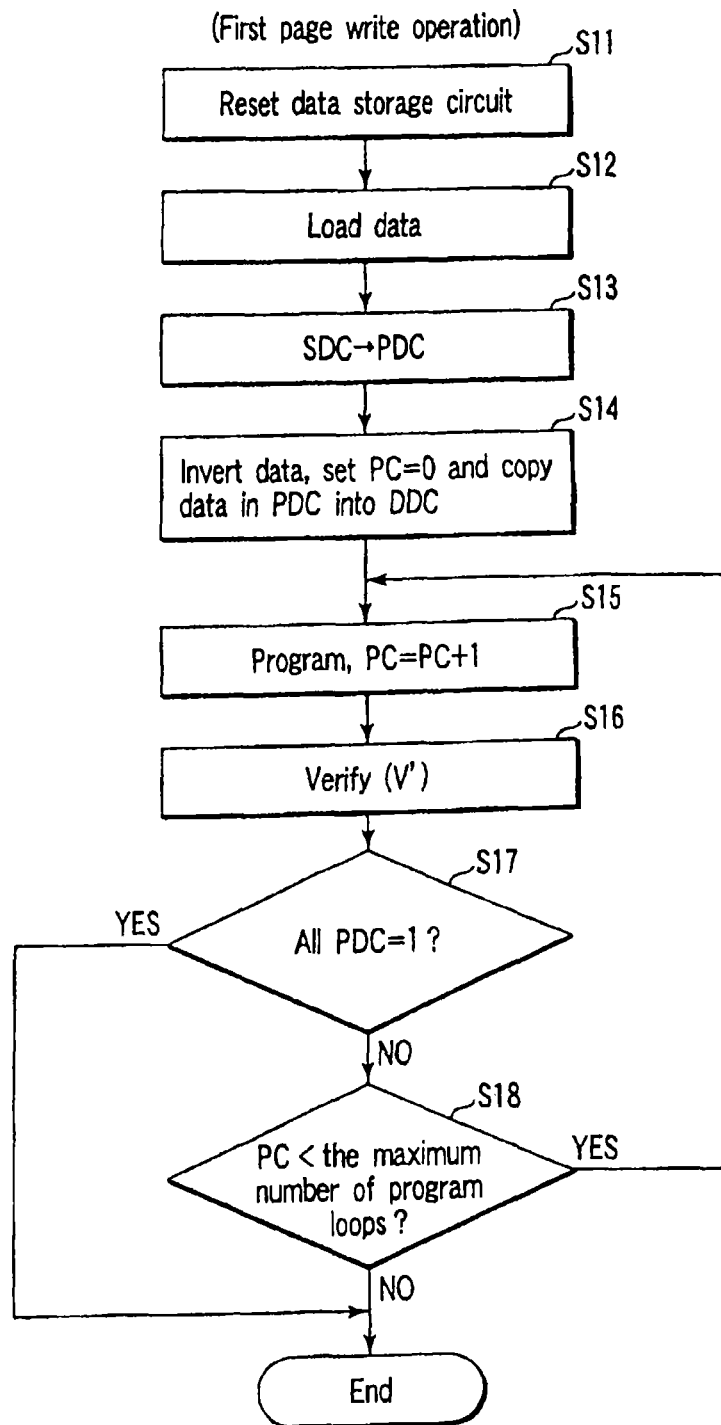 (First page write operation)
S11
Reset data storage circuit
S12
Load data
S13
SDC→PDC
S14
Invert data, set PC=0 and copy
data in PDC into DDC
S15
Program, PC=PC+1
S16
Verify (V')
S17
YES
All PDC=1 ?
NO
S18
PC < the maximum
number of program
loops ?
YES
NO
End